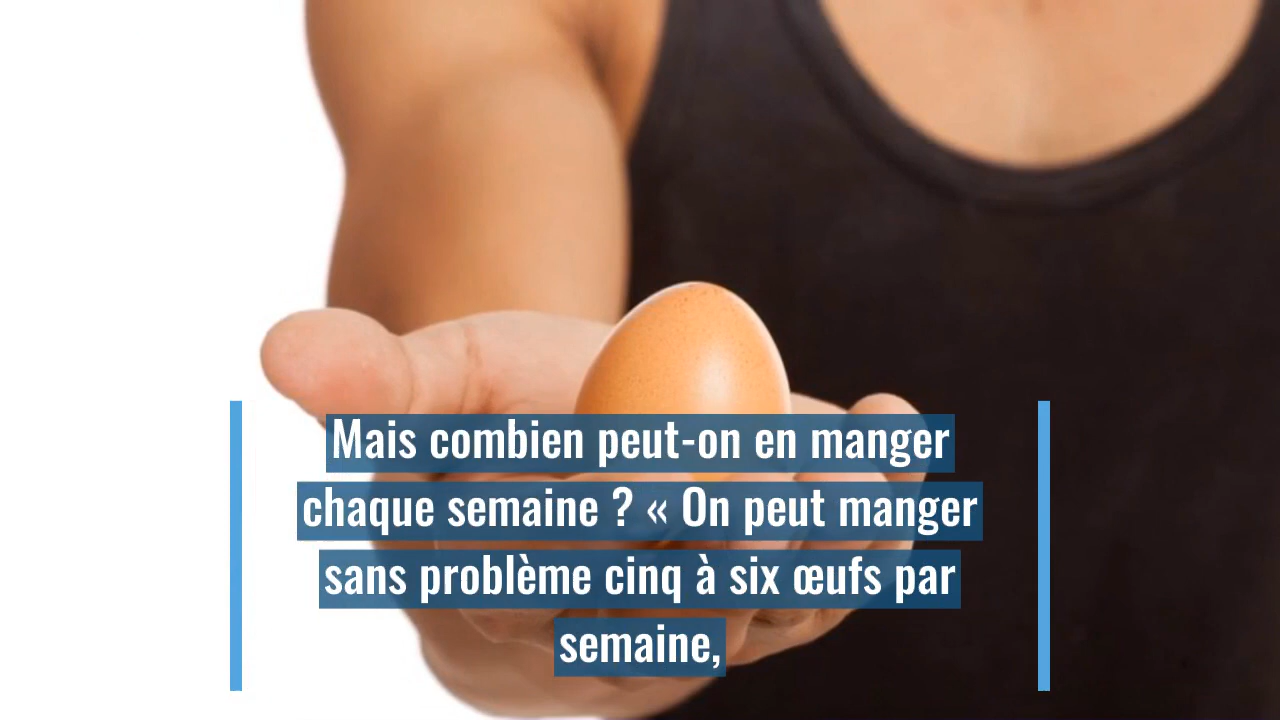 Mais combien peut-on en manger
chaque semaine ? « On peut manger
sans problème cinq à six œufs par
semaine,